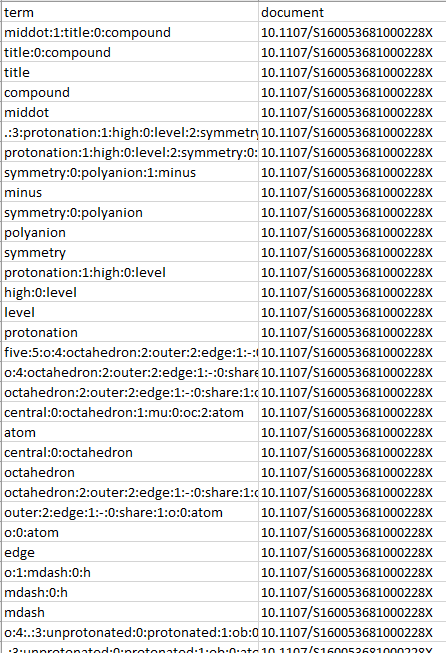 term document
middot:1:title:0:compound 10.1107/S160053681000228X
title:0:compound 10.1107/S160053681000228X
title 10.1107/S160053681000228X
compound 10.1107/S160053681000228X
middot 10.1107/S160053681000228X
.:3:protonation:1:high:0:level:2:symmetry 10.1107/S160053681000228X
protonation:1:high:0:level:2:symmetry:0: 10.1107/S160053681000228X
symmetry:0:polyanion:1:minus 10.1107/S160053681000228X
minus 10.1107/S160053681000228X
symmetry:0:polyanion 10.1107/S160053681000228X
polyanion 10.1107/S160053681000228X
symmetry 10.1107/S160053681000228X
protonation:1:high:0:level 10.1107/S160053681000228X
high:0:level 10.1107/S160053681000228X
level 10.1107/S160053681000228X
protonation 10.1107/S160053681000228X
five:5:o:4:octahedron:2:outer:2:edge:1:-:0 10.1107/S160053681000228X
o:4:octahedron:2:outer:2:edge:1:-:0:share 10.1107/S160053681000228X
octahedron:2:outer:2:edge:1:-:0:share:1:o 10.1107/S160053681000228X
central:0:octahedron:1:mu:0:oc:2:atom 10.1107/S160053681000228X
atom 10.1107/S160053681000228X
central:0:octahedron 10.1107/S160053681000228X
octahedron 10.1107/S160053681000228X
octahedron:2:outer:2:edge:1:-:0:share:1:o 10.1107/S160053681000228X
outer:2:edge:1:-:0:share:1:o:0:atom 10.1107/S160053681000228X
o:0:atom 10.1107/S160053681000228X
edge 10.1107/S160053681000228X
o:1:mdash:0:h 10.1107/S160053681000228X
mdash:0:h 10.1107/S160053681000228X
mdash 10.1107/S160053681000228X
o:4:.:3:unprotonated:0:protonated:1:ob:0 10.1107/S160053681000228X
.:3:unprotonated:0:protonated:1:ob:0:ato 10.1107/S160053681000228X